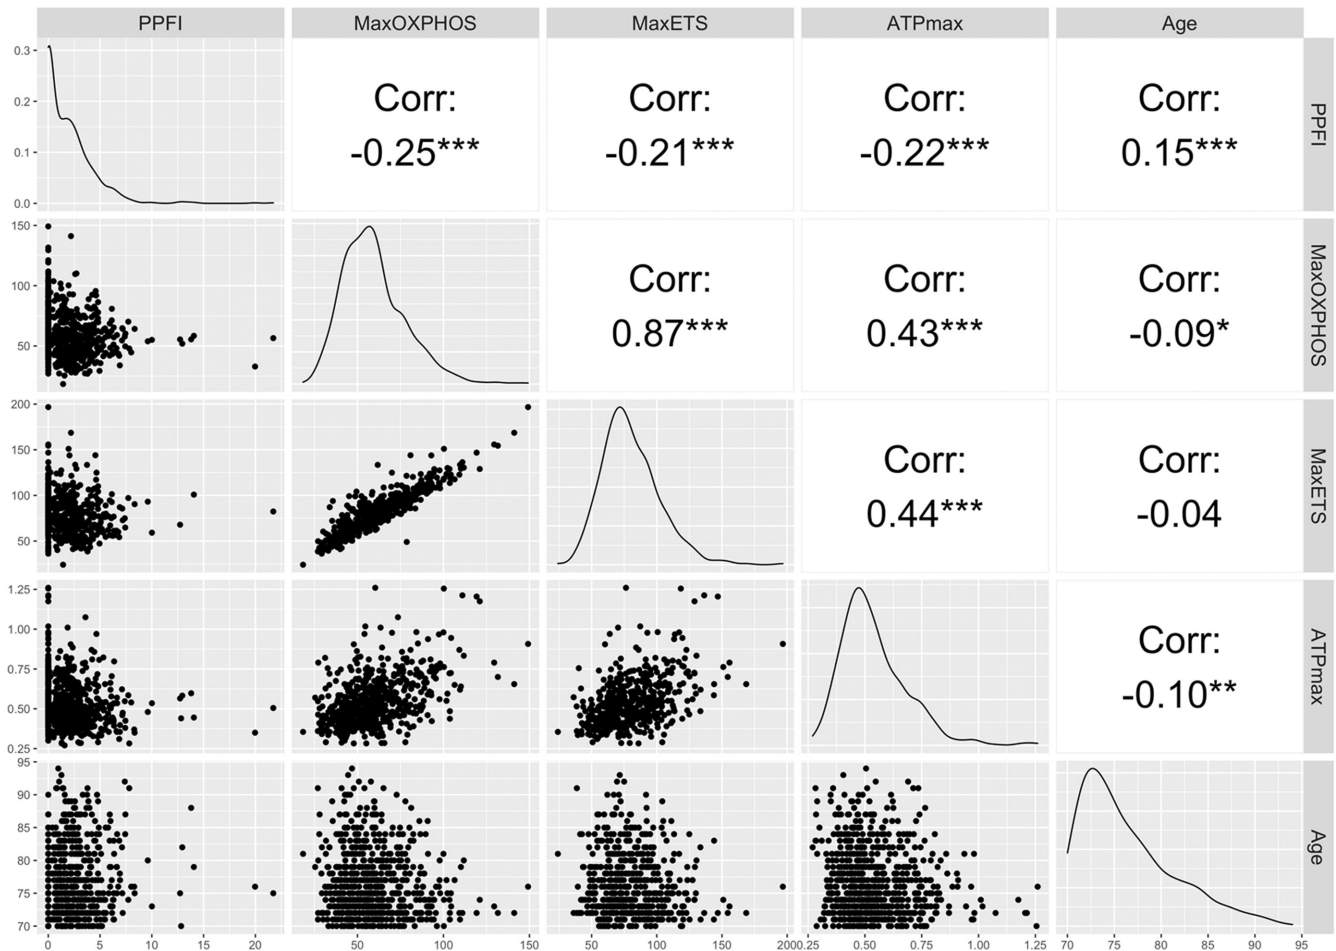 PPFI MaxOXPHOS MaxETS ATPmax Age
0.3
0.2
0.1
0.0
Corr:
-0.25***
Corr:
-0.21***
Corr:
-0.22***
Corr:
0.15***
PPFI
150
100
50
Corr:
0.87***
Corr:
0.43***
Corr:
-0.09*
MaxOXPHOS
200
150
100
50
Corr:
0.44***
Corr:
-0.04
MaxETS
1.25
1.00
0.75
0.50
0.25
Corr:
-0.10**
ATPmax
95
90
85
80
75
70
Age
0 5 10 15 20 50 100 150 50 100 150 2000.25 0.50 0.75 1.00 1.25 70 75 80 85 90 95